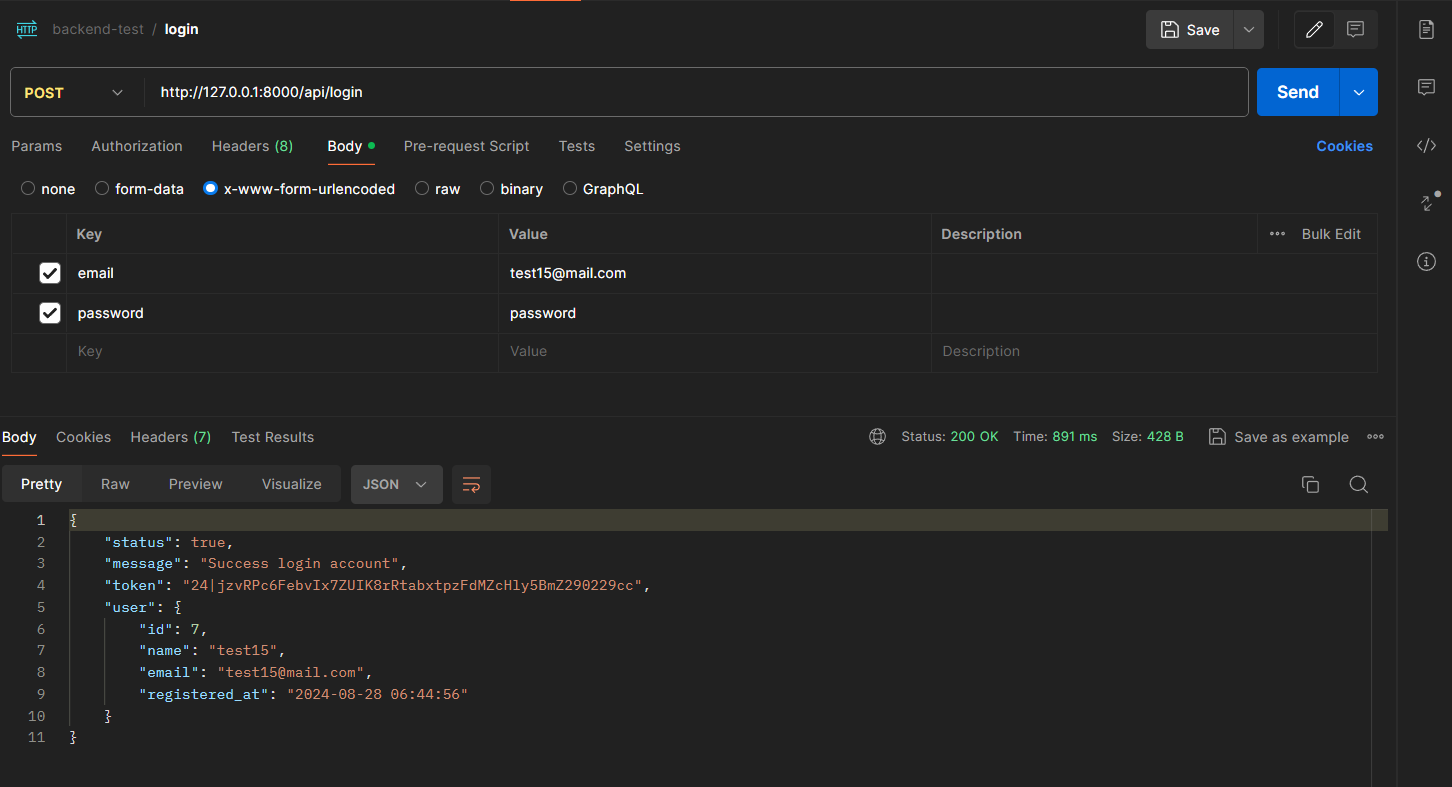 HTTP backend-test / login Save
POST http://127.0.0.1:8000/api/login Send
Params Authorization Headers (8) Body Pre-request Script Tests Settings Cookies
none form-data x-www-form-urlencoded raw binary GraphQL
Key Value Description Bulk Edit
email test15@mail.com
password password
Key Value Description
Body Cookies Headers (7) Test Results Status: 200 OK Time: 891 ms Size: 428 B Save as example
Pretty Raw Preview Visualize JSON
1 {
2 "status": true,
3 "message": "Success login account",
4 "token": "24|jzvRPc6FebvIx7ZUIK8rRtabxtpzFdMZcHly5BmZ290229cc",
5 "user": {
6 "id": 7,
7 "name": "test15",
8 "email": "test15@mail.com",
9 "registered_at": "2024-08-28 06:44:56"
10 }
11 }